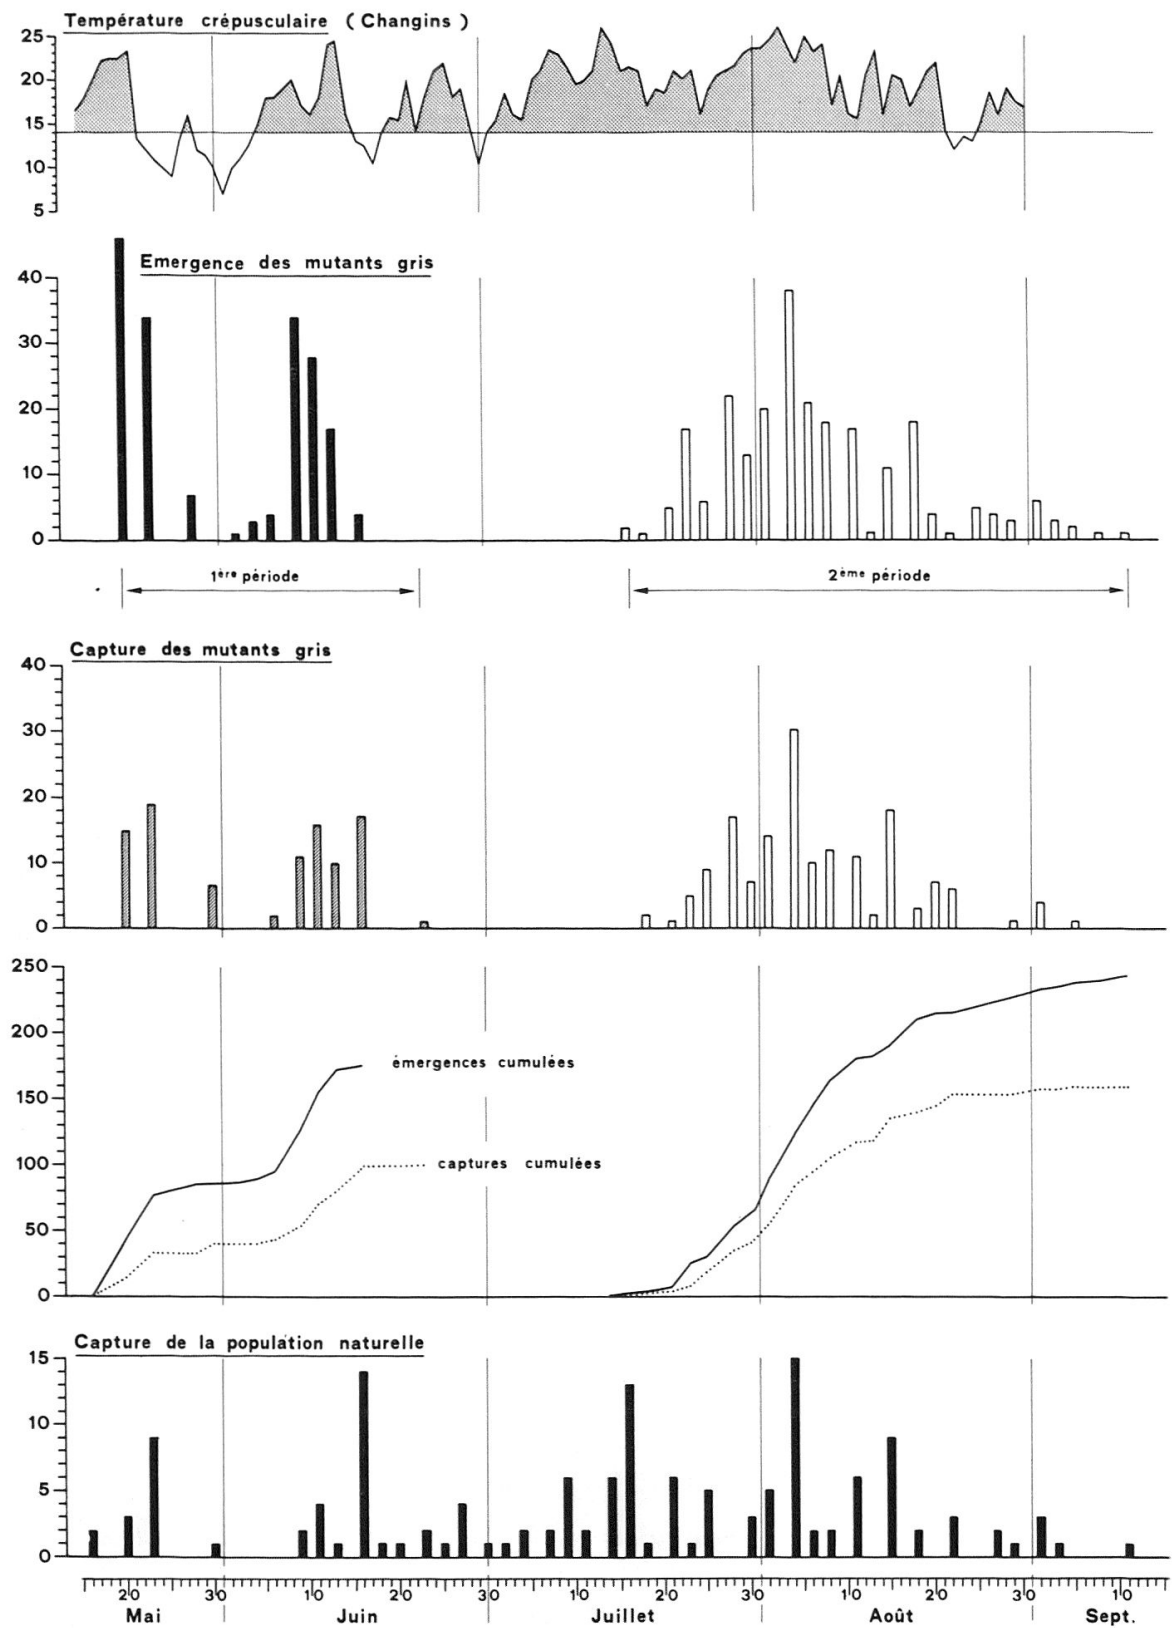 Température crépusculaire (Changins)
25
20
15
10
5
Emergence des mutants gris
40
30
20
10
0
1ère période
2ème période
Capture des mutants gris
40
30
20
10
0
250
200
150
100
50
0
émergences cumulées
captures cumulées
Capture de la population naturelle
15
10
5
0
20 30 10 20 30 10 20 30 10 20 30 10
Mai Juin Juillet Août Sept.